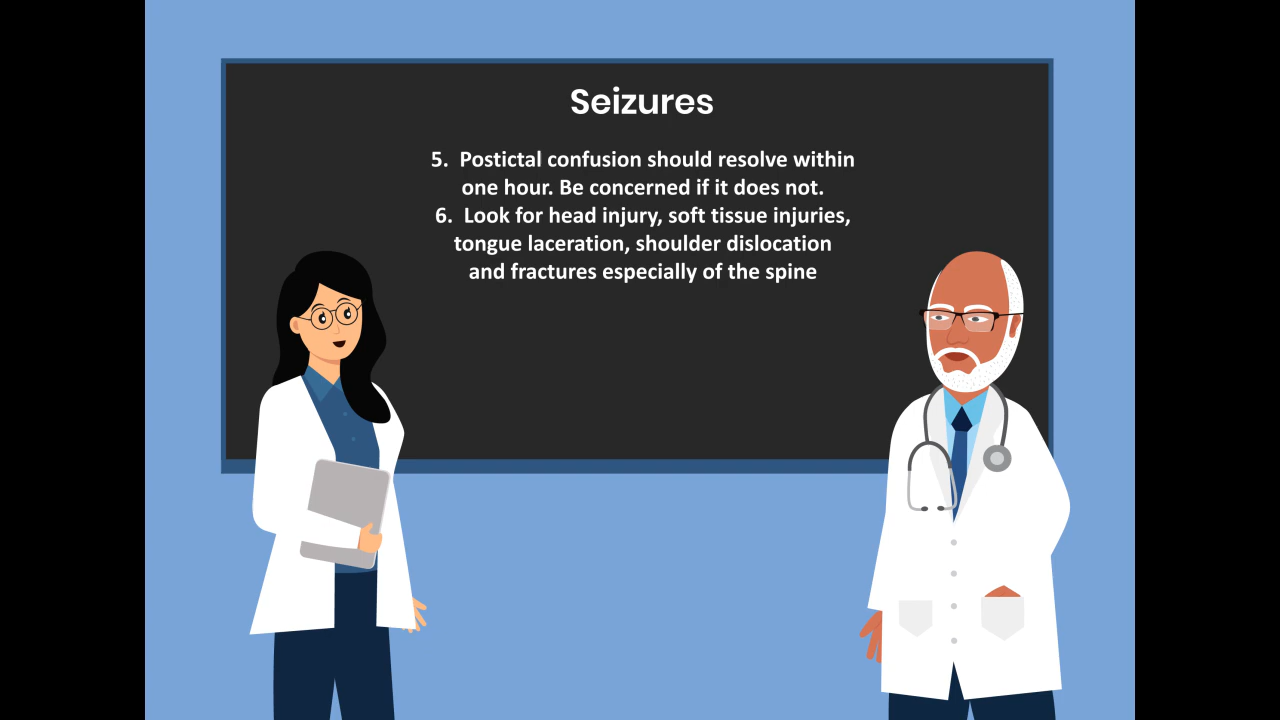 Seizures
5. Postictal confusion should resolve within
one hour. Be concerned if it does not.
6. Look for head injury, soft tissue injuries,
tongue laceration, shoulder dislocation
and fractures especially of the spine